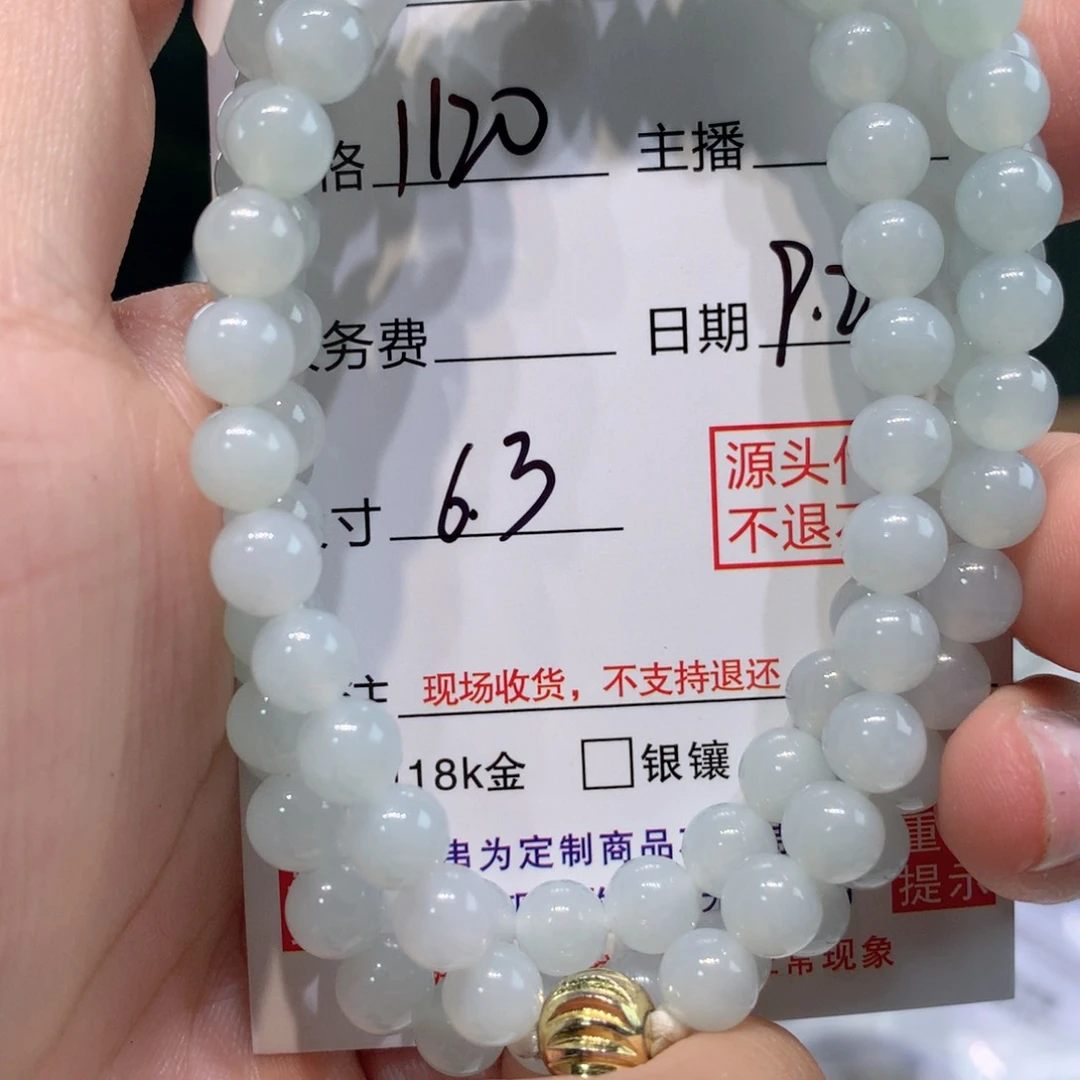 格 1120 主播
务费 日期
寸 6.3
源头
不退
现场收货，不支持退还
18k金 □银镶
串为定制商品
重
提示
常现象